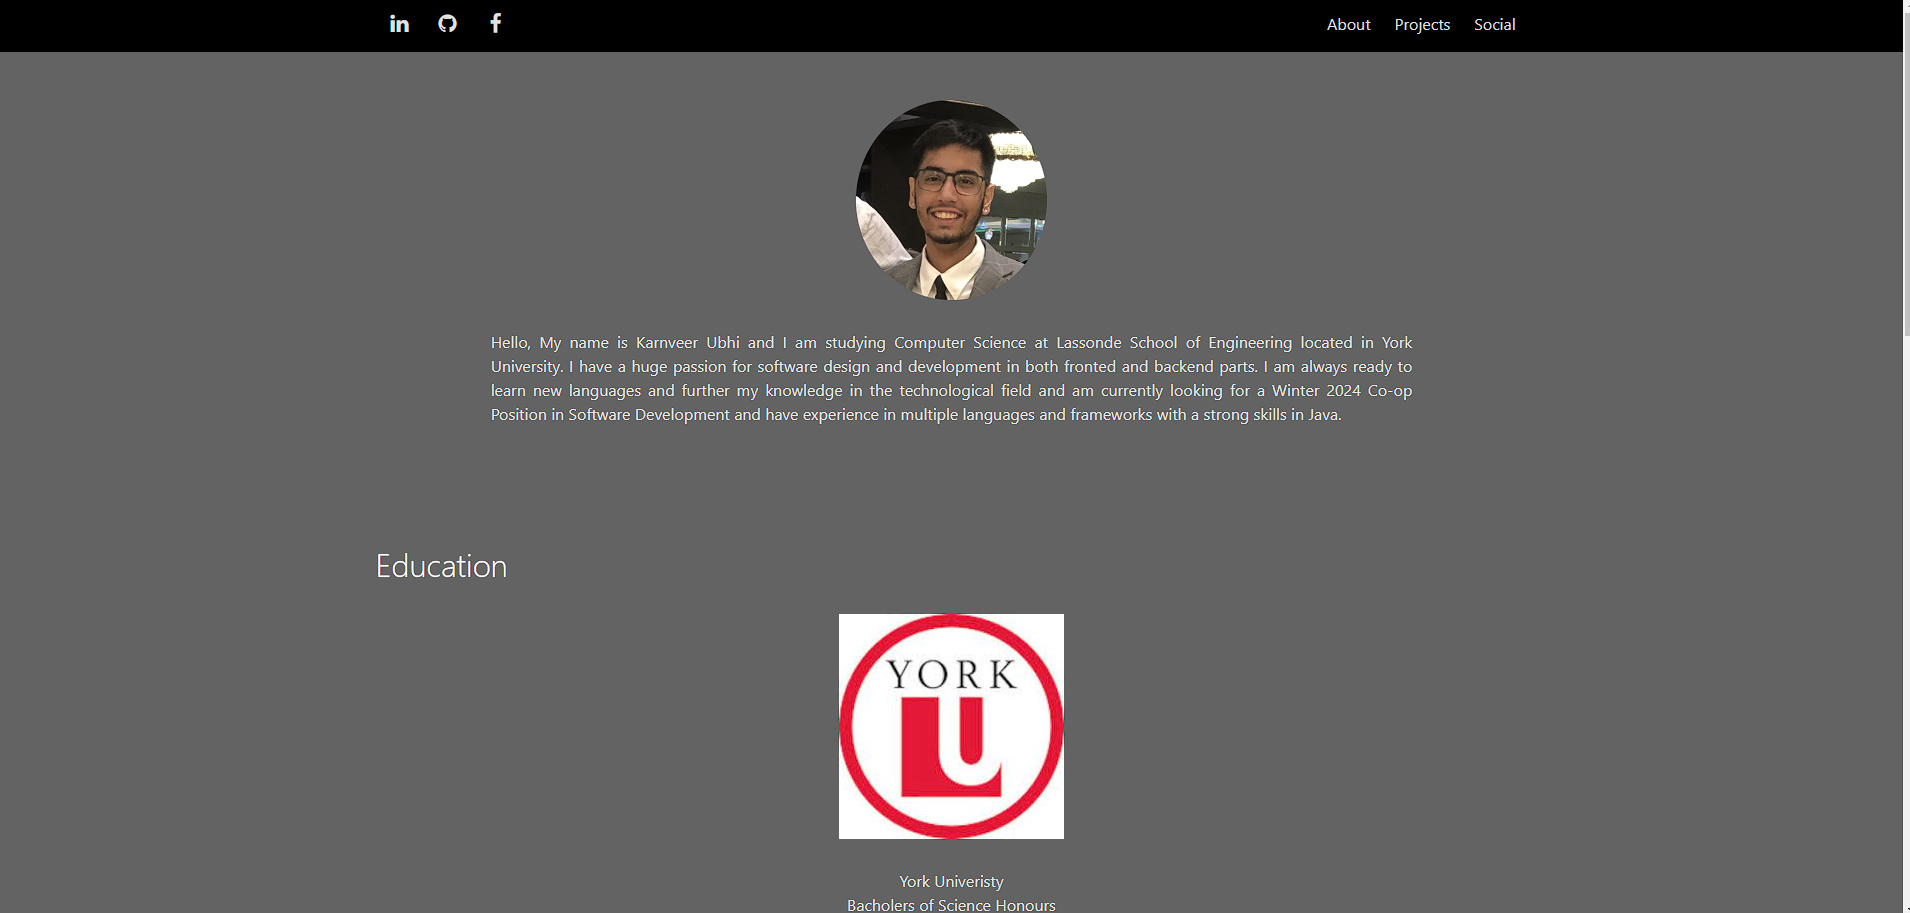 in
About Projects Social
Hello, My name is Karnveer Ubhi and I am studying Computer Science at Lassonde School of Engineering located in York
University. I have a huge passion for software design and development in both fronted and backend parts. I am always ready to
learn new languages and further my knowledge in the technological field and am currently looking for a Winter 2024 Co-op
Position in Software Development and have experience in multiple languages and frameworks with a strong skills in Java.
Education
YORK
U
York Univeristy
Bacholers of Science Honours